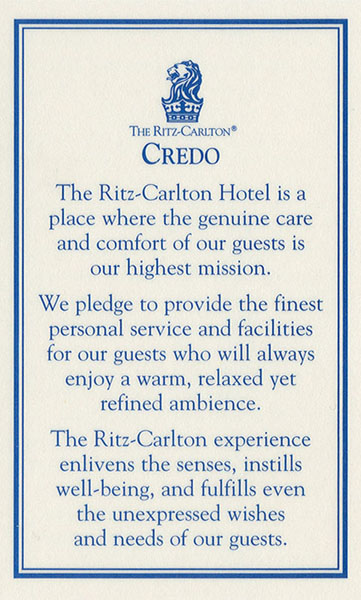 THE RITZ-CARLTON®
CREDO
The Ritz-Carlton Hotel is a
place where the genuine care
and comfort of our guests is
our highest mission.
We pledge to provide the finest
personal service and facilities
for our guests who will always
enjoy a warm, relaxed yet
refined ambience.
The Ritz-Carlton experience
enlivens the senses, instills
well-being, and fulfills even
the unexpressed wishes
and needs of our guests.